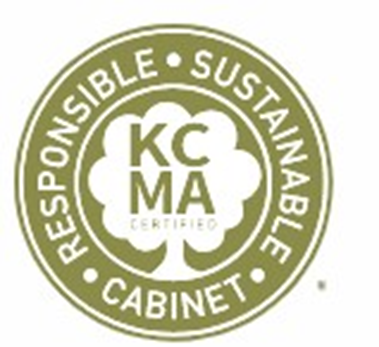 RESPONSIBLE • SUSTAINABLE • CABINET •
KC
MA
CERTIFIED
®